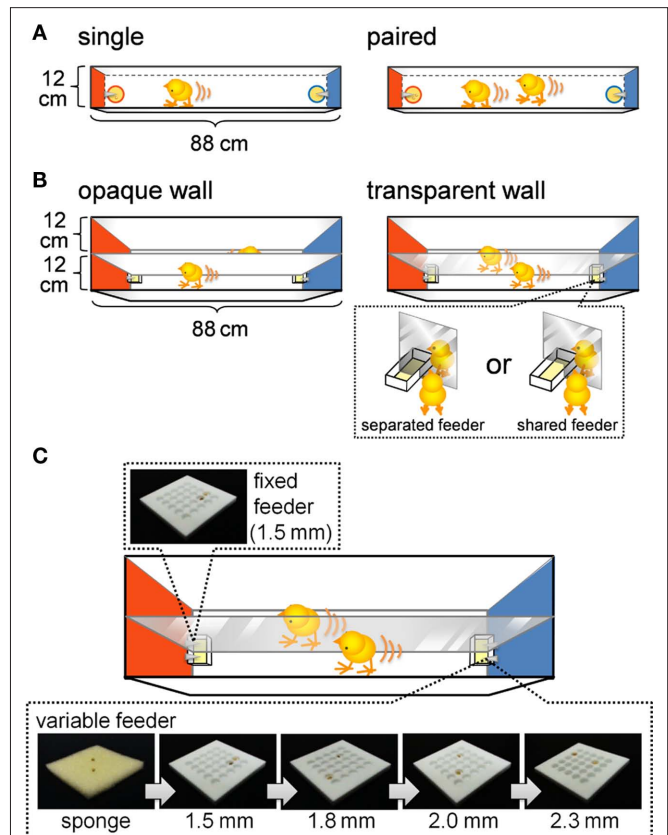 A
single
paired
12
cm
88 cm
B
opaque wall
transparent wall
12
cm
12
cm
88 cm
or
separated feeder
shared feeder
C
fixed
feeder
(1.5 mm)
variable feeder
sponge
1.5 mm
1.8 mm
2.0 mm
2.3 mm